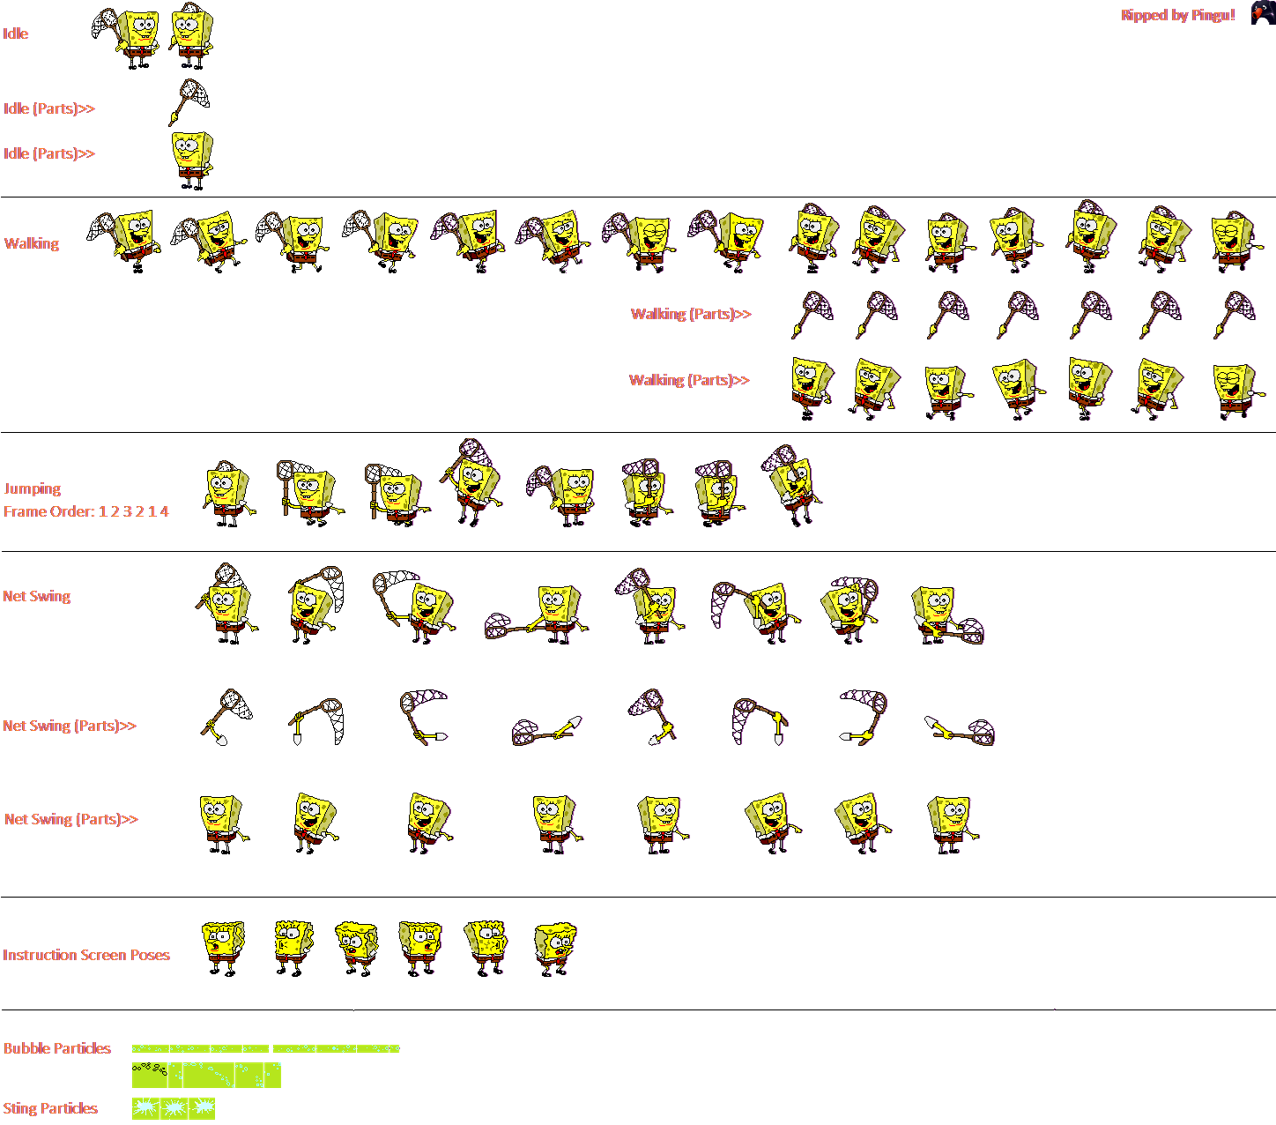 Ripped by Pingu!
Idle
Idle (Parts)>>
Idle (Parts)>>
Walking
Walking (Parts)>>
Walking (Parts)>>
Jumping
Frame Order: 1 2 3 2 1 4
Net Swing
Net Swing (Parts)>>
Net Swing (Parts)>>
Instruction Screen Poses
Bubble Particles
Sting Particles